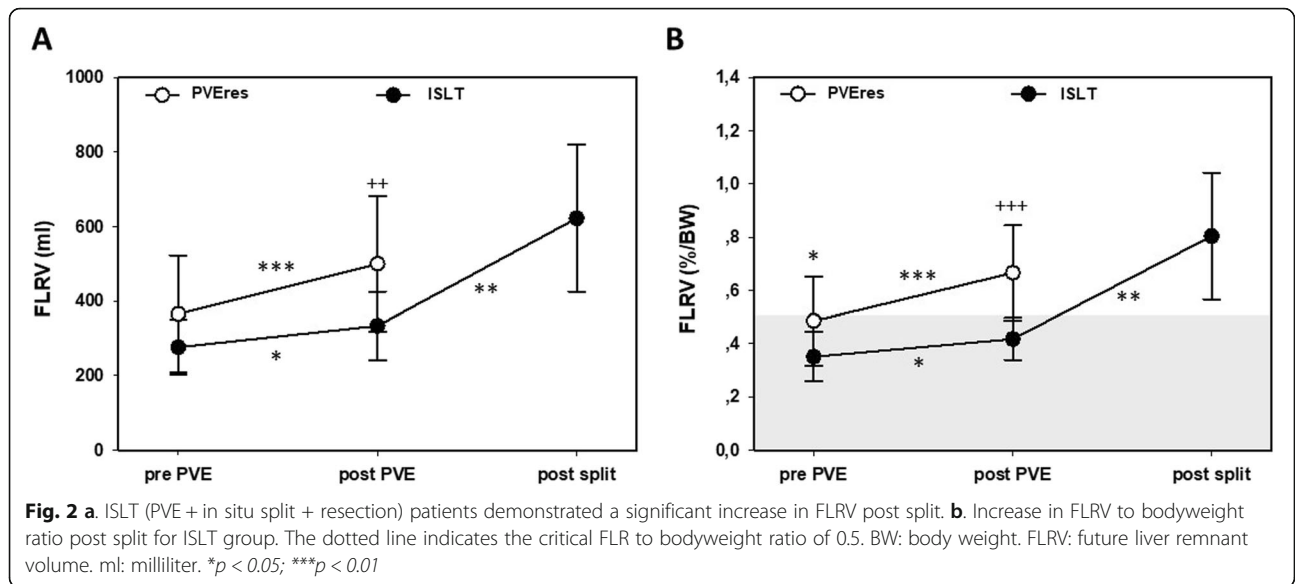 A
B
1000
800
600
400
200
0
FLRV (ml)
PVEres
ISLT
***
*
++
**
pre PVE
post PVE
post split
1,4
1,2
1,0
,8
,6
,4
,2
0,0
FLRV (%/BW)
PVEres
ISLT
*
***
*
+++
**
pre PVE
post PVE
post split
Fig. 2 a. ISLT (PVE + in situ split + resection) patients demonstrated a significant increase in FLRV post split. b. Increase in FLRV to bodyweight
ratio post split for ISLT group. The dotted line indicates the critical FLR to bodyweight ratio of 0.5. BW: body weight. FLRV: future liver remnant
volume. ml: milliliter. *p < 0.05; ***p < 0.01